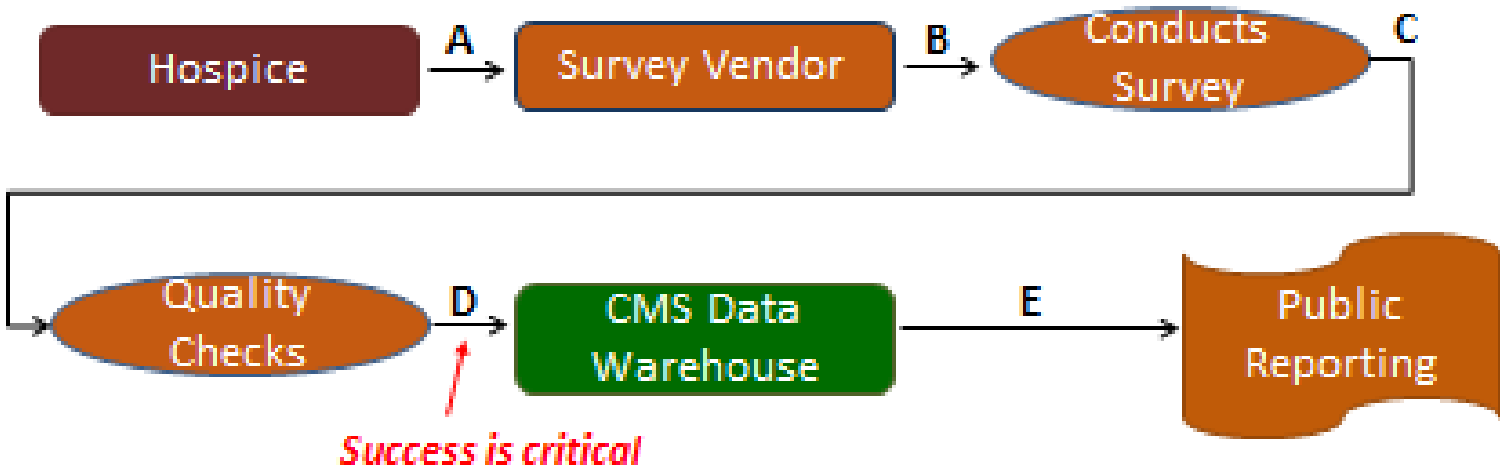 Hospice
A
Survey Vendor
B
Conducts
Survey
C
Quality
Checks
D
CMS Data
Warehouse
E
Public
Reporting
Success is critical